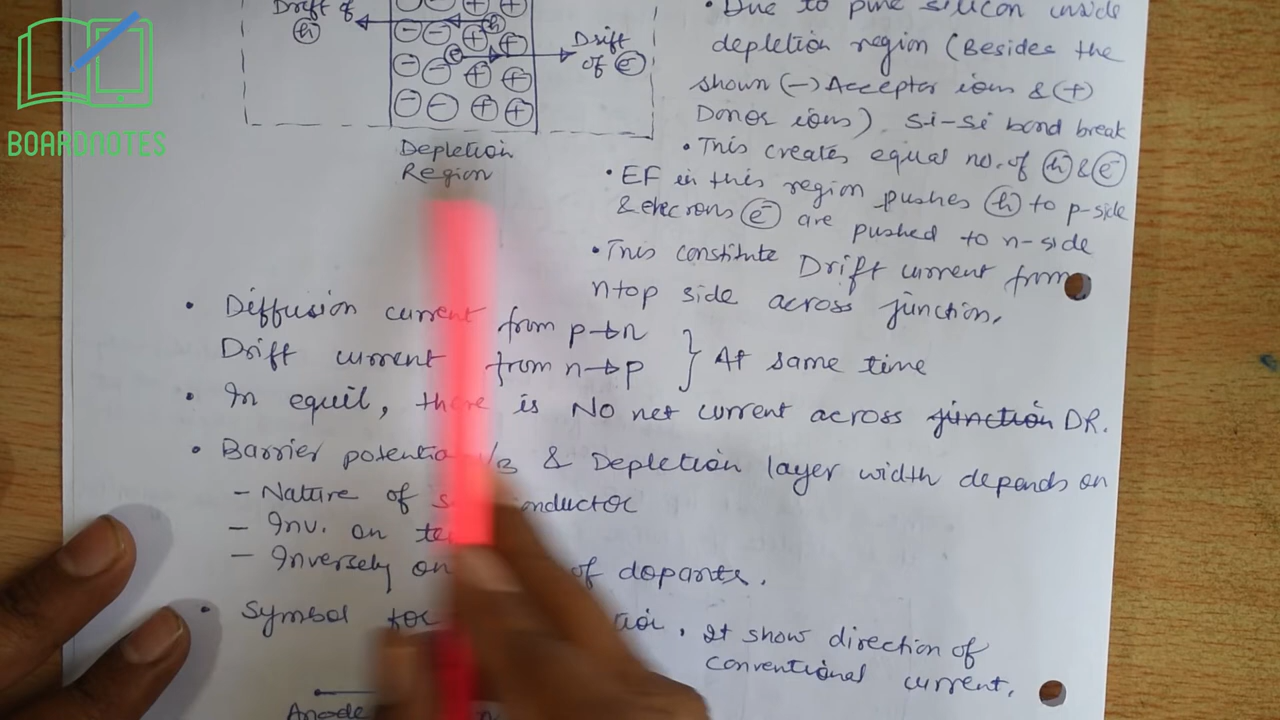 Drift of
h
Drift
of e-
Depletion
Region
BOARDNOTES
• Due to pure silicon inside
depletion region (Besides the
shown (-) Acceptor ions & (+)
Donor ions) Si-Si bond break
• This creates equal no. of h & e-
• EF in this region pushes h to p-side
& elecrons e- are pushed to n-side
• This constitute Drift current from
n to p side across junction.
• Diffusion current from p→n
Drift current from n→p } At same time
• In equil, there is NO net current across junction DR.
• Barrier potential & Depletion layer width depends on
- Nature of semiconductor
- Inv. on
- Inversely on of dopants.
• Symbol for , It show direction of
conventional current.
Anode